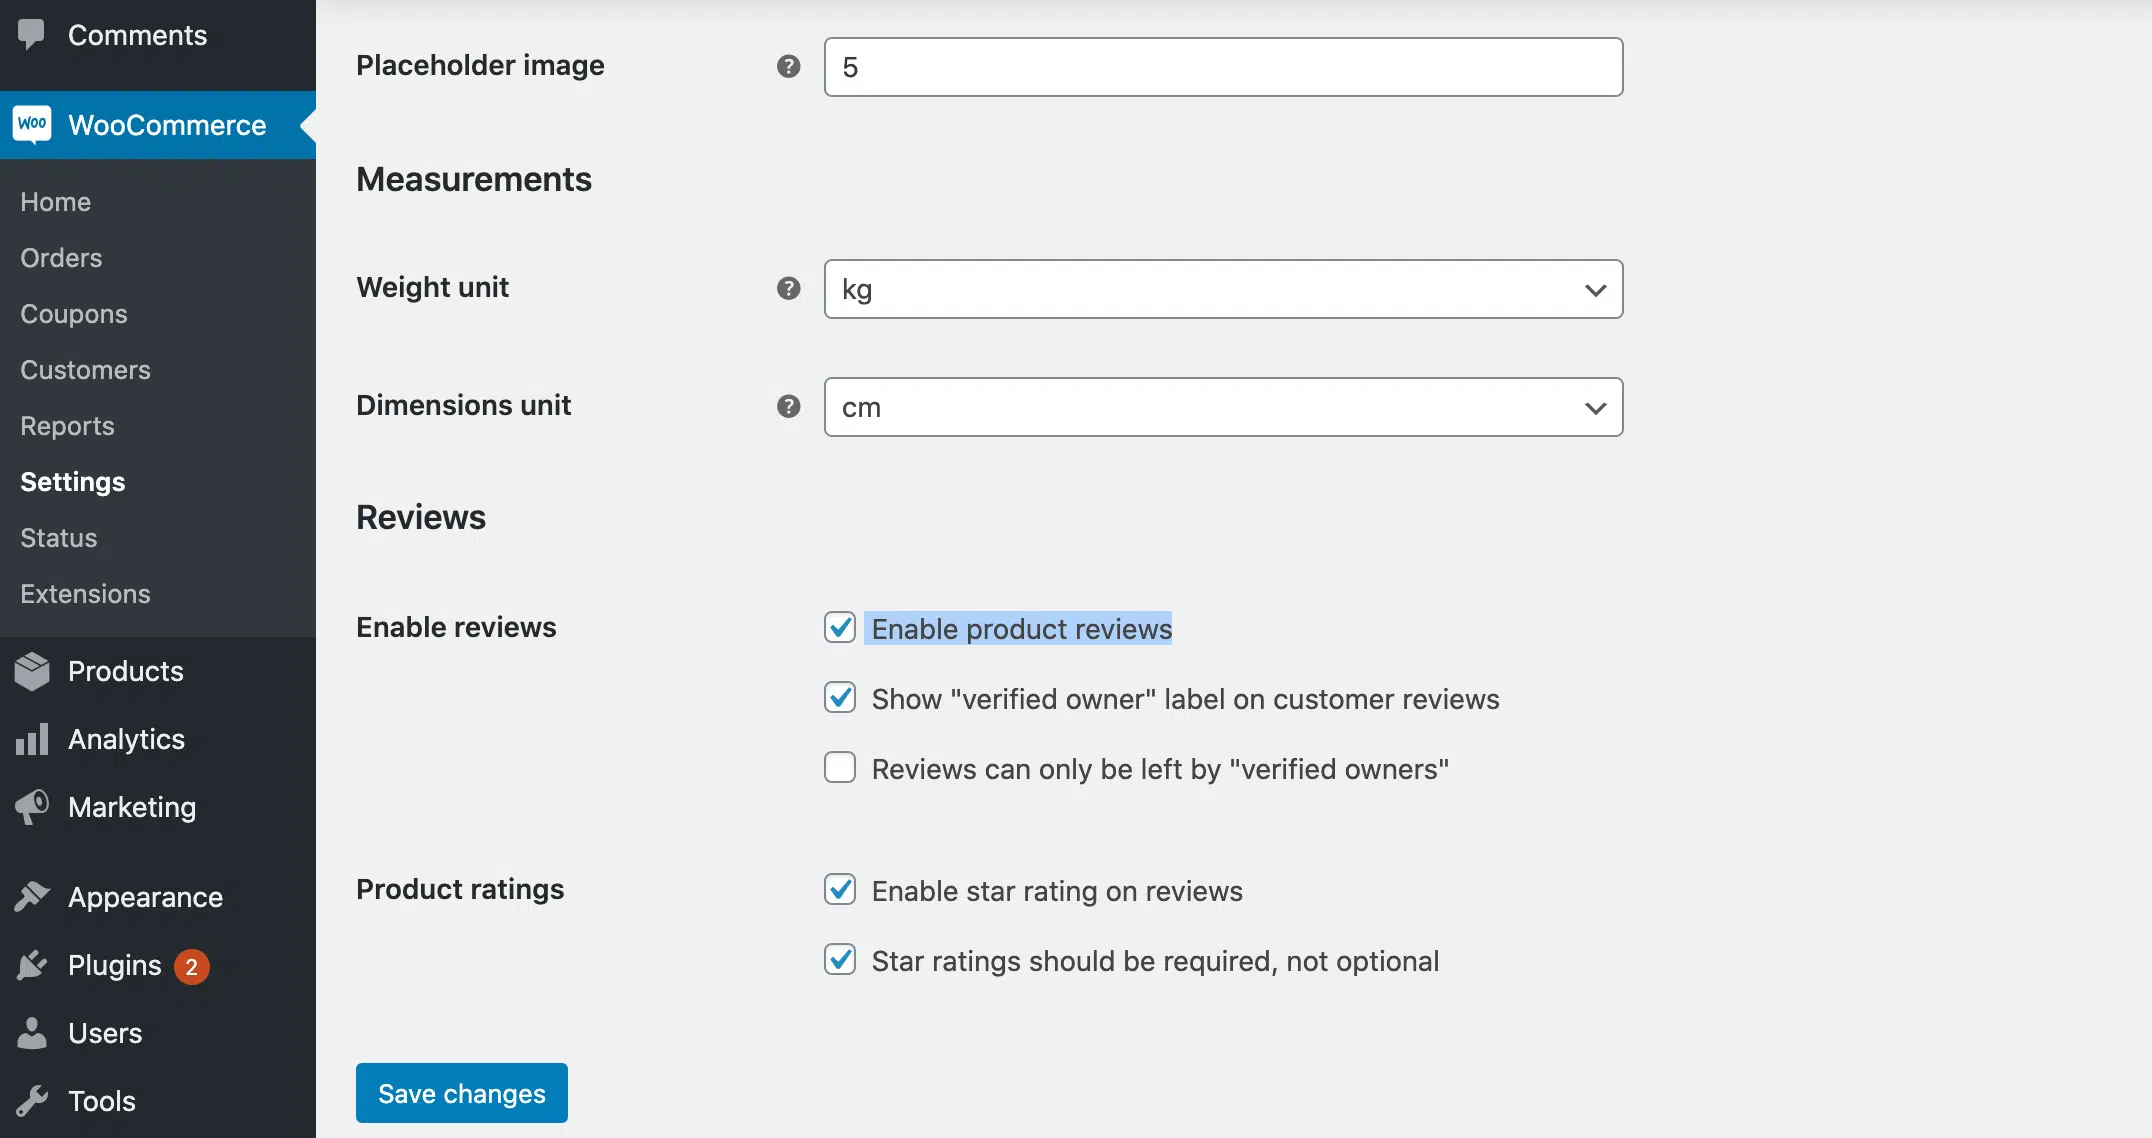 Comments
Woo WooCommerce
Home
Orders
Coupons
Customers
Reports
Settings
Status
Extensions
Products
Analytics
Marketing
Appearance
Plugins 2
Users
Tools
Placeholder image ? 5
Measurements
Weight unit ? kg
Dimensions unit ? cm
Reviews
Enable reviews Enable product reviews
Show "verified owner" label on customer reviews
Reviews can only be left by "verified owners"
Product ratings Enable star rating on reviews
Star ratings should be required, not optional
Save changes